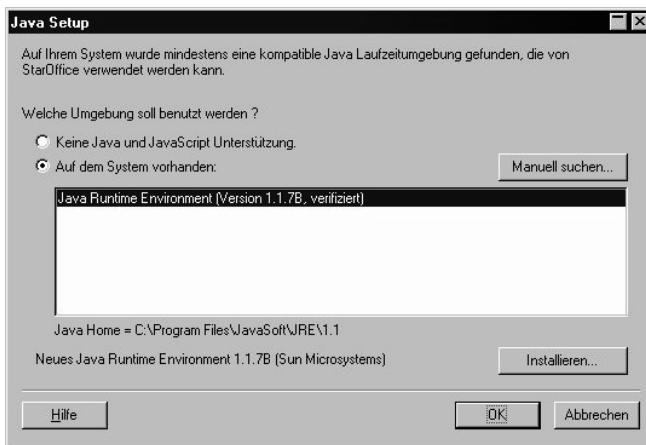 Java Setup
Auf Ihrem System wurde mindestens eine kompatible Java Laufzeitumgebung gefunden, die von
StarOffice verwendet werden kann.
Welche Umgebung soll benutzt werden ?
Keine Java und JavaScript Unterstützung.
Auf dem System vorhanden:
Manuell suchen...
Java Runtime Environment (Version 1.1.7B, verifiziert)
Java Home = C:\Program Files\JavaSoft\JRE\1.1
Neues Java Runtime Environment 1.1.7B (Sun Microsystems)
Installieren...
Hilfe
OK
Abbrechen